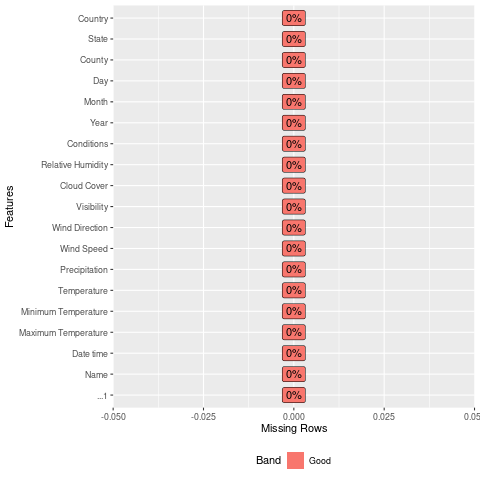 Features
Country 0%
State 0%
County 0%
Day 0%
Month 0%
Year 0%
Conditions 0%
Relative Humidity 0%
Cloud Cover 0%
Visibility 0%
Wind Direction 0%
Wind Speed 0%
Precipitation 0%
Temperature 0%
Minimum Temperature 0%
Maximum Temperature 0%
Date time 0%
Name 0%
...1 0%
-0.050 -0.025 0.000 0.025 0.05
Missing Rows
Band Good